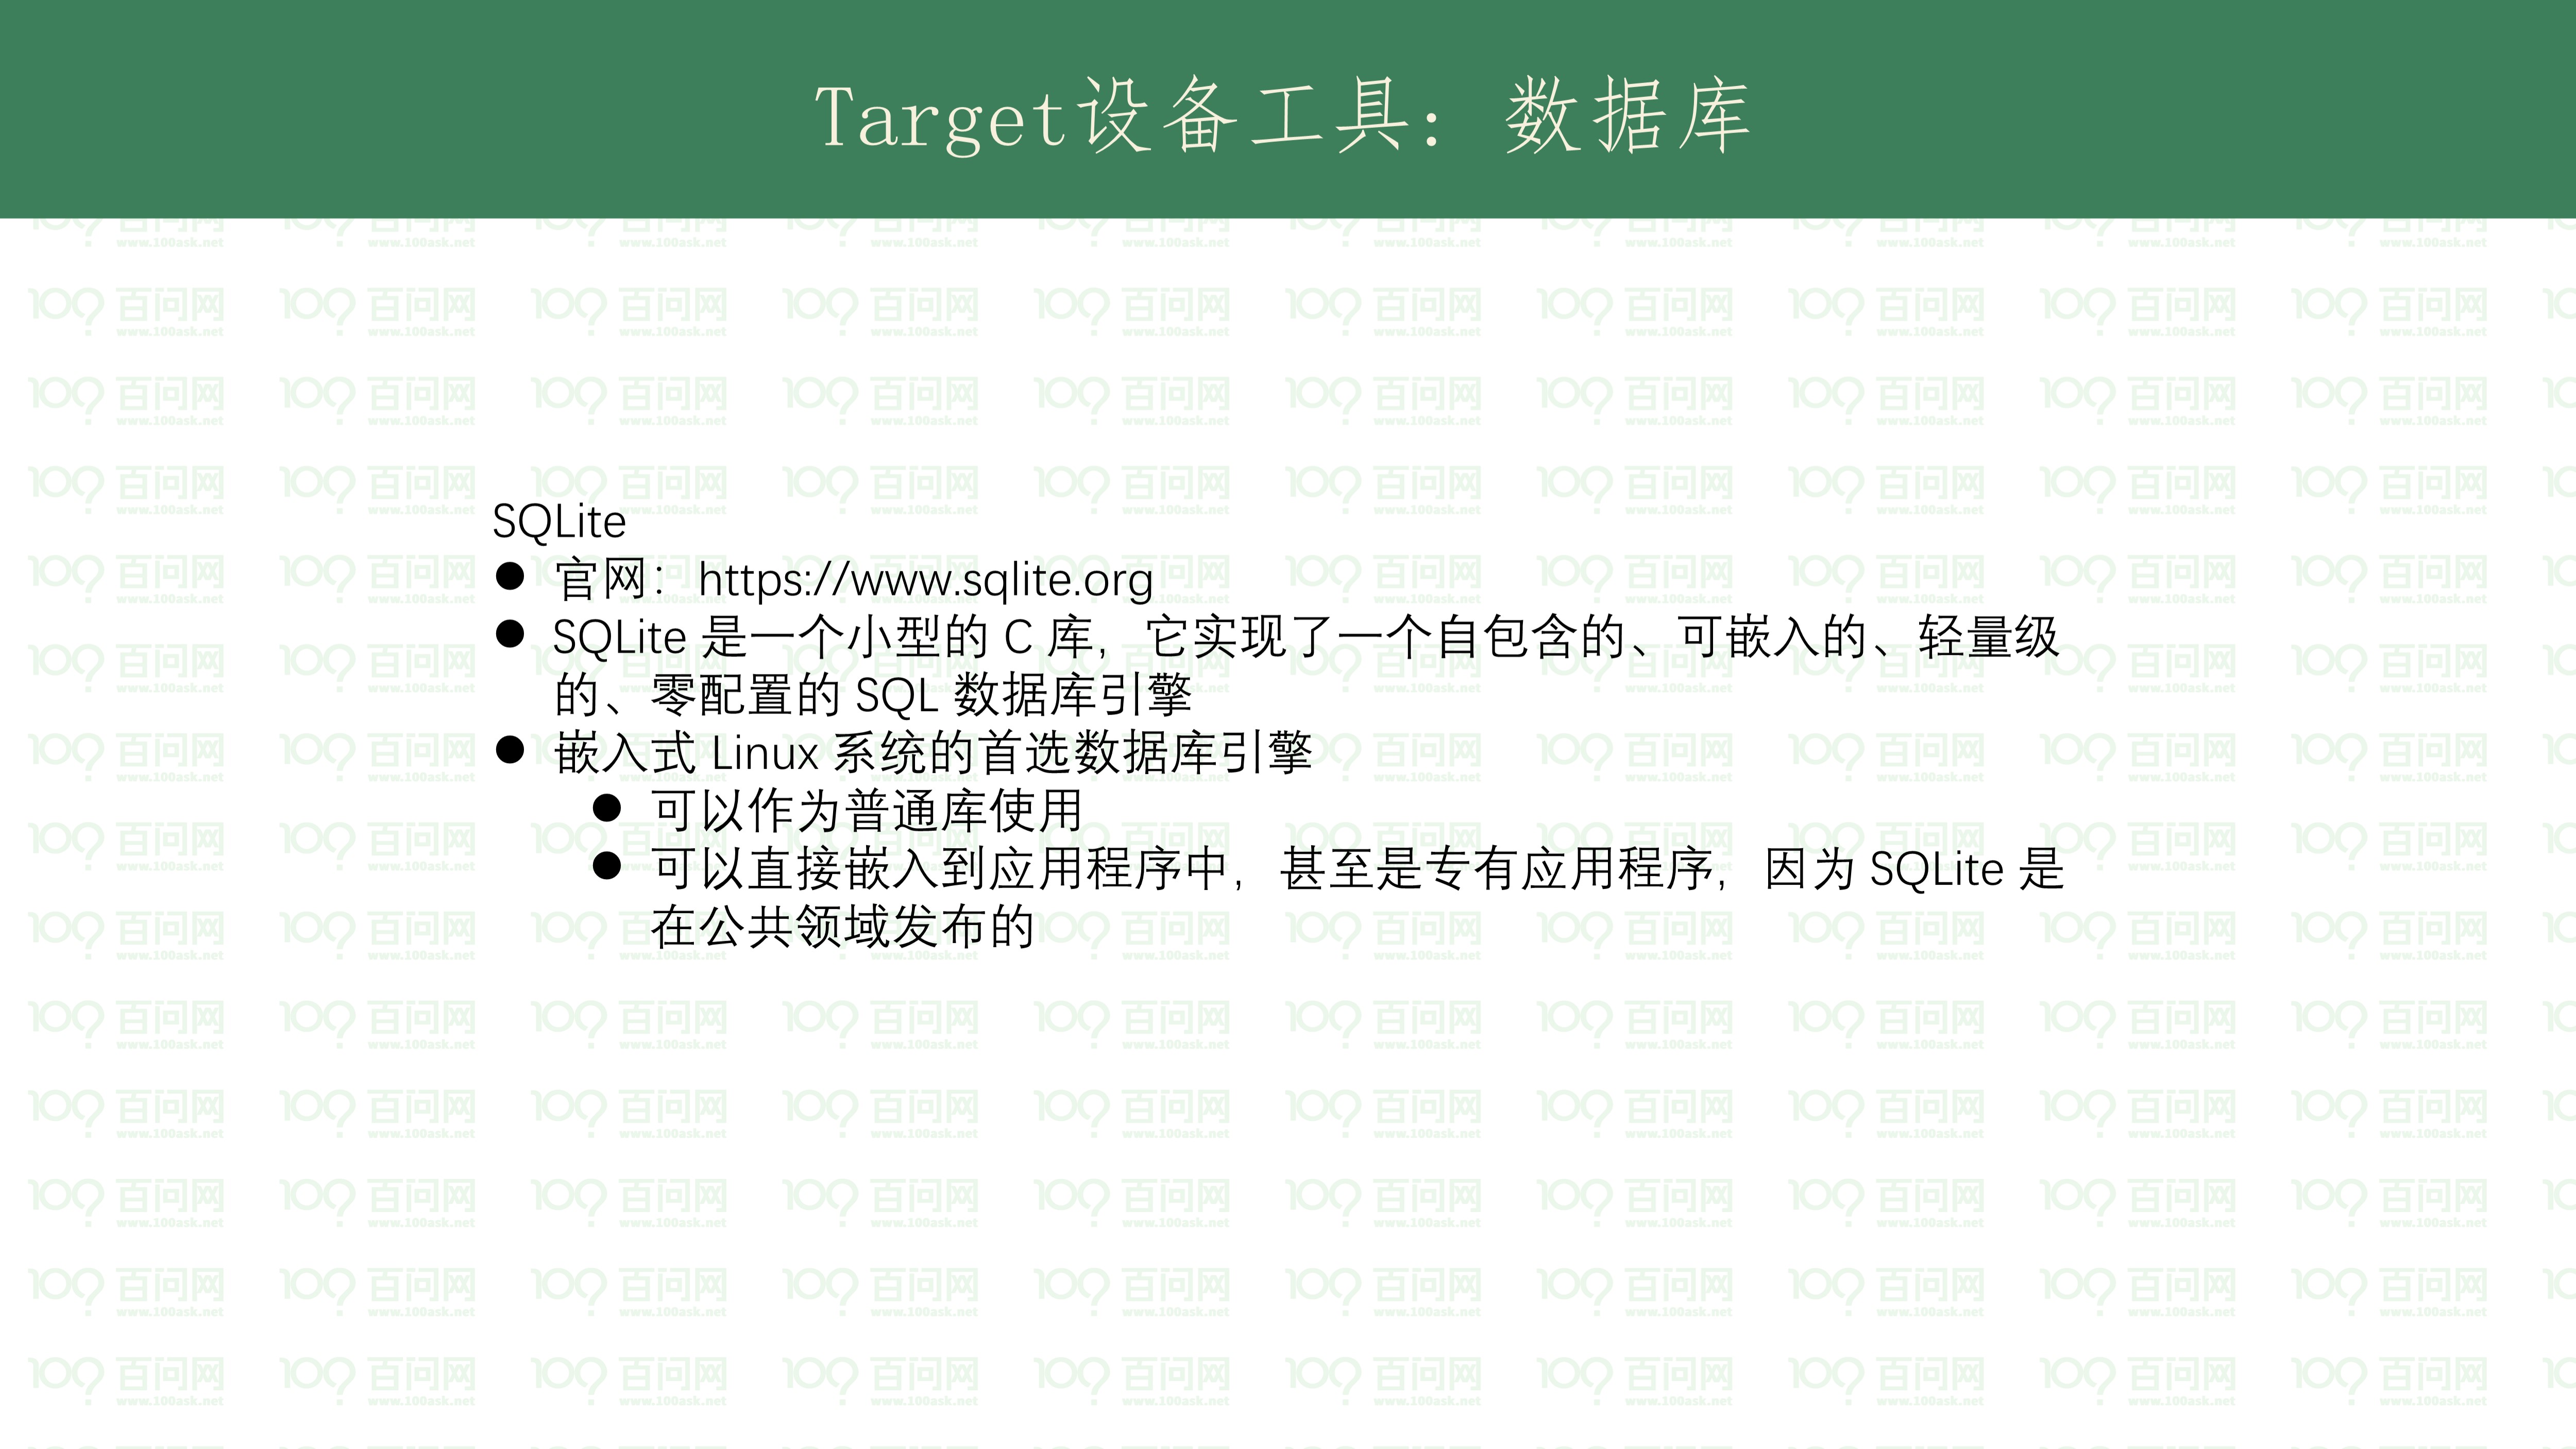 Target设备工具：数据库
SQLite
● 官网：https://www.sqlite.org
● SQLite 是一个小型的 C 库，它实现了一个自包含的、可嵌入的、轻量级
的、零配置的 SQL 数据库引擎
● 嵌入式 Linux 系统的首选数据库引擎
● 可以作为普通库使用
● 可以直接嵌入到应用程序中，甚至是专有应用程序，因为 SQLite 是
在公共领域发布的
百问网
www.100ask.net